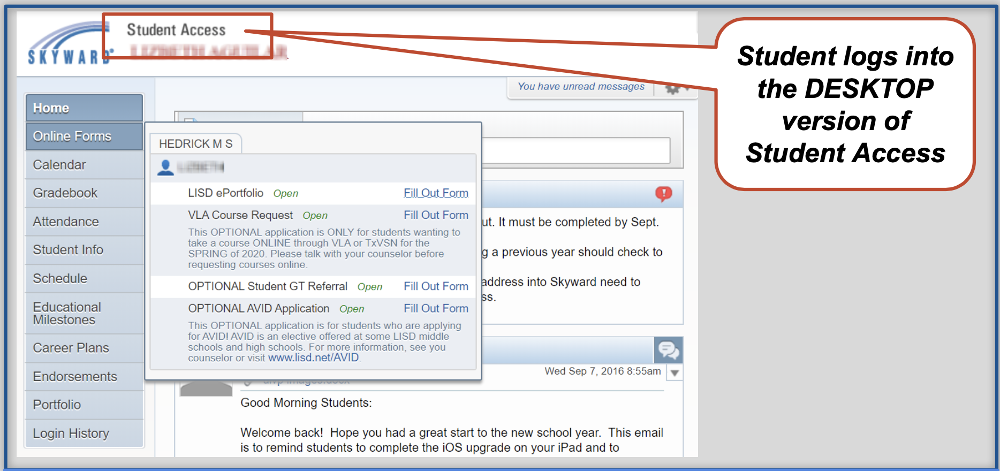 SKYWARD
Student Access
Student logs into
the DESKTOP
version of
Student Access
You have unread messages
Home
Online Forms
Calendar
Gradebook
Attendance
Student Info
Schedule
Educational
Milestones
Career Plans
Endorsements
Portfolio
Login History
HEDRICK M S
LISD ePortfolio Open Fill Out Form
VLA Course Request Open Fill Out Form
This OPTIONAL application is ONLY for students wanting to
take a course ONLINE through VLA or TxVSN for the
SPRING of 2020. Please talk with your counselor before
requesting courses online.
OPTIONAL Student GT Referral Open Fill Out Form
OPTIONAL AVID Application Open Fill Out Form
This OPTIONAL application is for students who are applying
for AVID! AVID is an elective offered at some LISD middle
schools and high schools. For more information, see you
counselor or visit www.lisd.net/AVID.
ut. It must be completed by Sept.
g a previous year should check to
address into Skyward need to
ss.
Wed Sep 7, 2016 8:55am
Good Morning Students:
Welcome back! Hope you had a great start to the new school year. This email
is to remind students to complete the iOS upgrade on your iPad and to